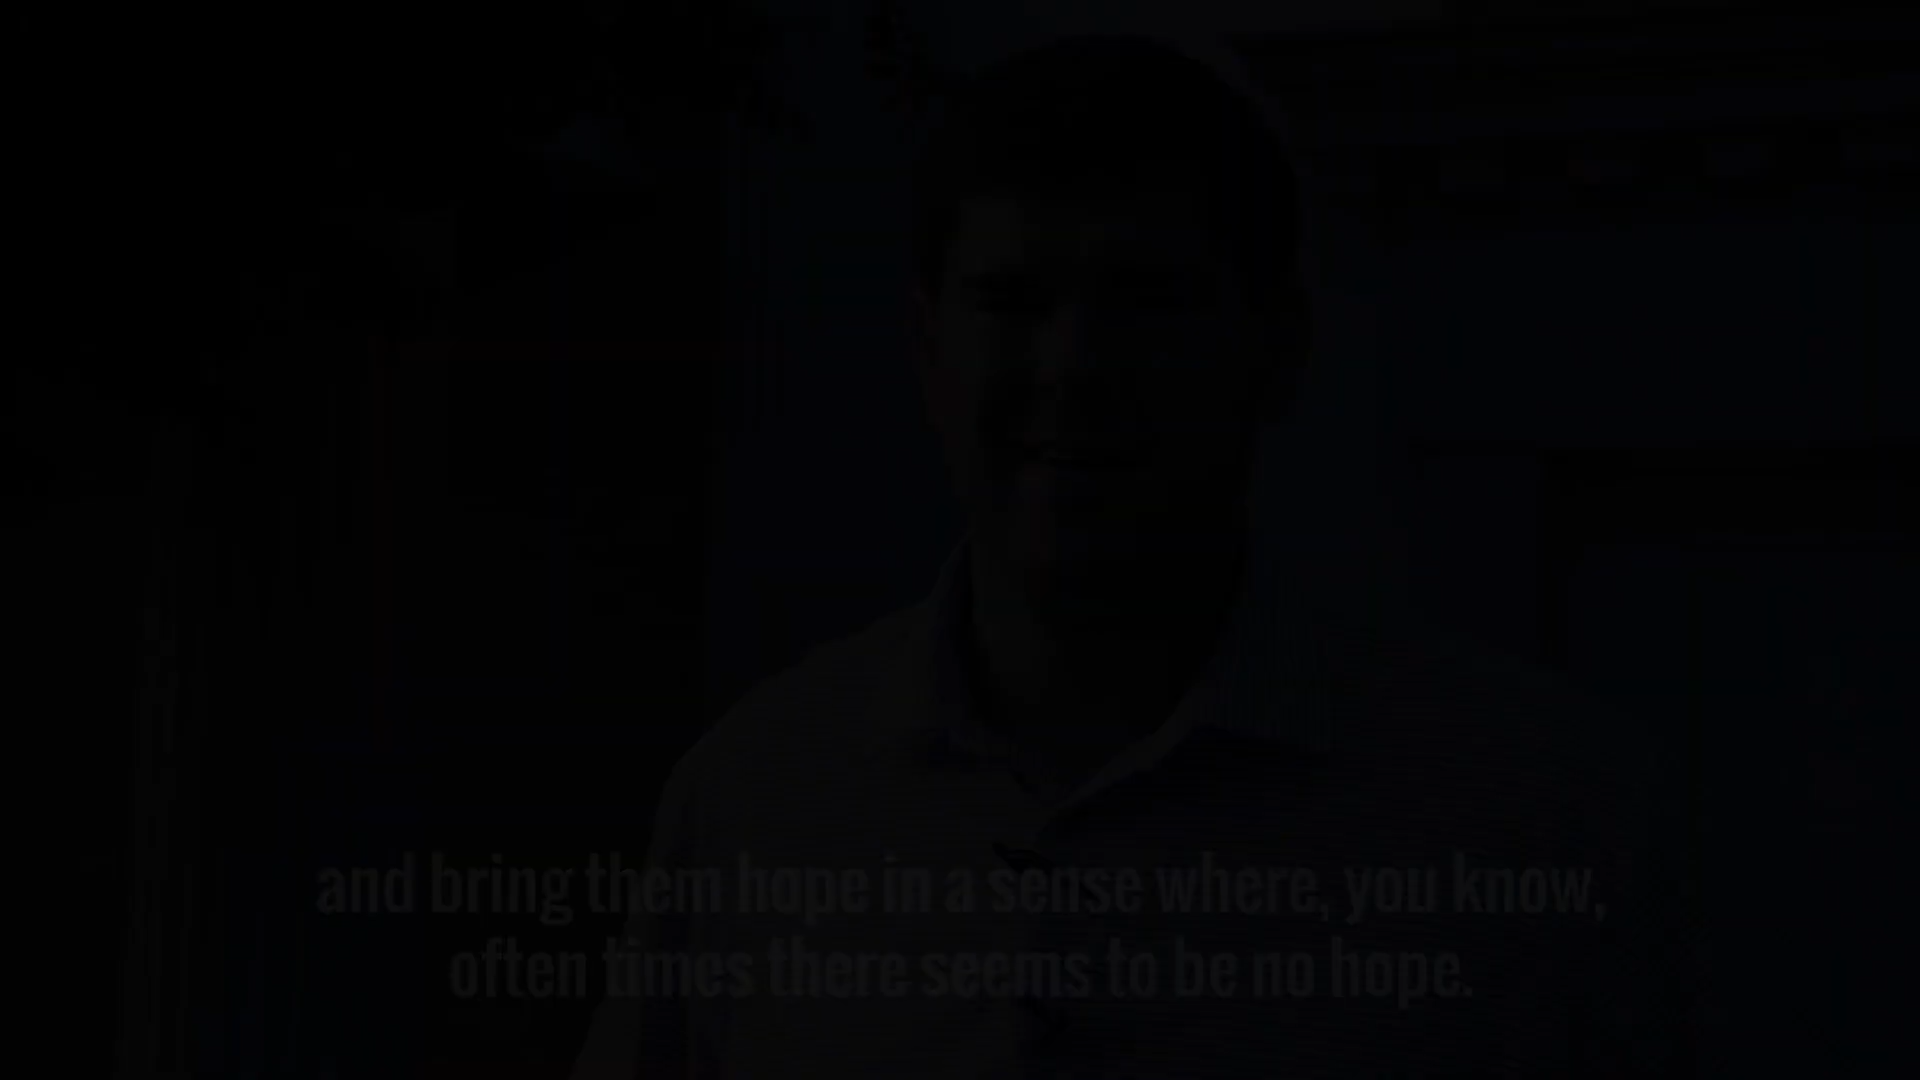 and bring them hope in a sense where, you know,
often times there seems to be no hope.